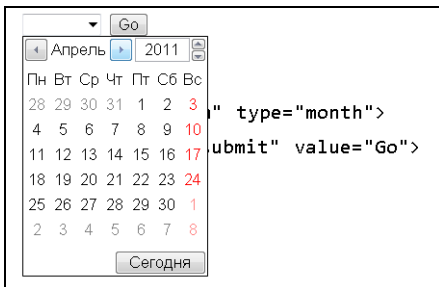 Go
Апрель 2011
Пн Вт Ср Чт Пт Сб Вс
28 29 30 31 1 2 3
4 5 6 7 8 9 10
11 12 13 14 15 16 17
18 19 20 21 22 23 24
25 26 27 28 29 30 1
2 3 4 5 6 7 8
Сегодня
" type="month">
ubmit" value="Go">